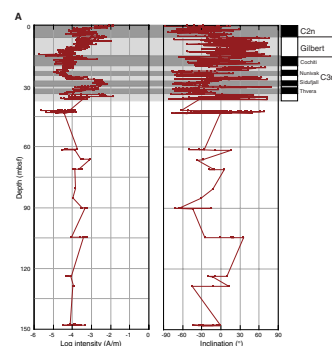 A
0
30
60
90
120
150
Depth (mbsf)
-6 -5 -4 -3 -2 -1 0
Log intensity (A/m)
-90 -60 -30 0 30 60 90
Inclination (°)
C2n
Gilbert
Cochiti
Nunivak
C3n
Sidufjall
Thvera